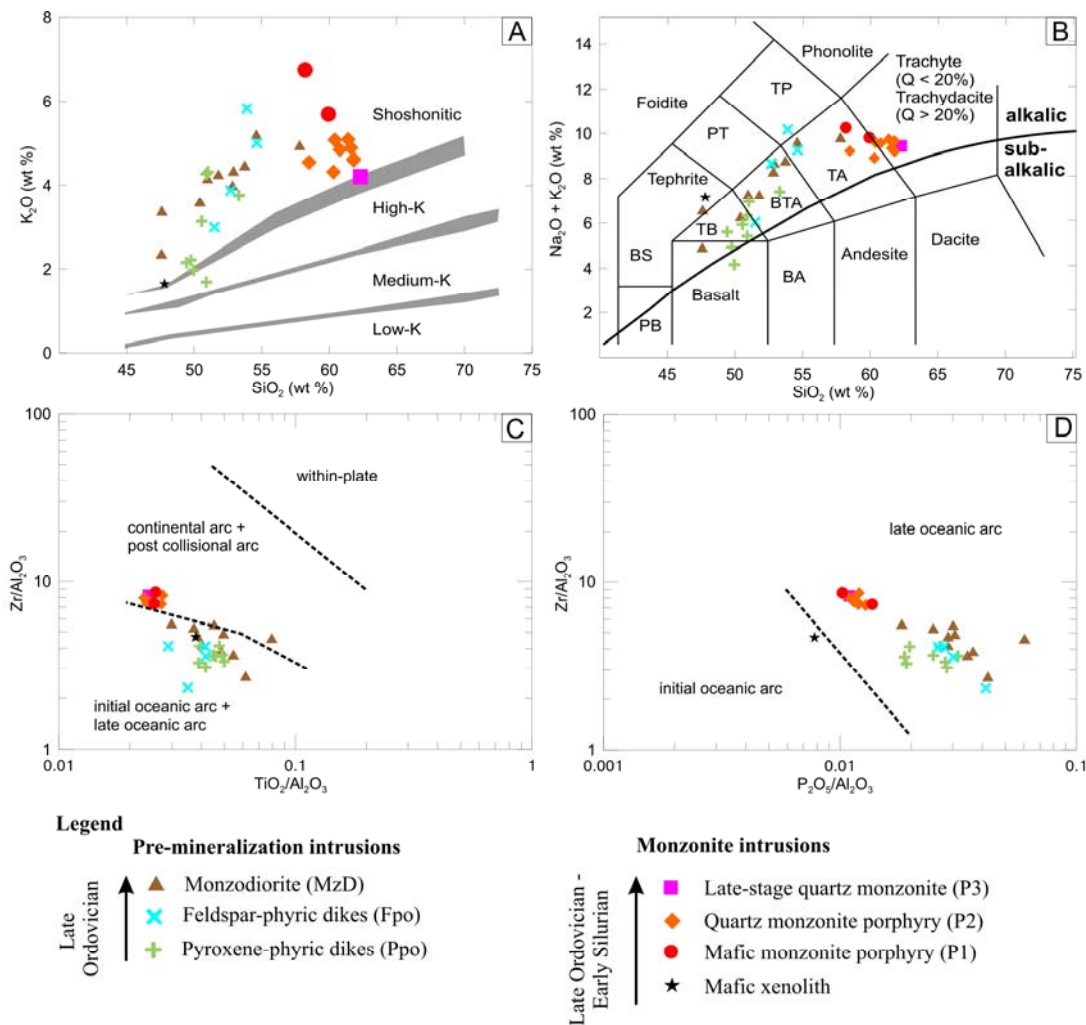 A
8
6
4
2
0
K₂O (wt %)
Shoshonitic
High-K
Medium-K
Low-K
45 50 55 60 65 70 75
SiO₂ (wt %)
B
14
12
10
8
6
4
2
Na₂O + K₂O (wt %)
Phonolite
Trachyte
(Q < 20%)
Trachydacite
(Q > 20%)
alkalic
sub-
alkalic
Foidite
TP
PT
Tephrite
TA
BTA
TB
BS
Basalt
BA
Andesite
Dacite
PB
45 50 55 60 65 70 75
SiO₂ (wt %)
C
100
10
1
Zr/Al₂O₃
within-plate
continental arc +
post collisional arc
initial oceanic arc +
late oceanic arc
0.01 0.1 1
TiO₂/Al₂O₃
D
100
10
1
Zr/Al₂O₃
late oceanic arc
initial oceanic arc
0.001 0.01 0.1
P₂O₅/Al₂O₃
Legend
Pre-mineralization intrusions
Late
Ordovician
Monzodiorite (MzD)
Feldspar-phyric dikes (Fpo)
Pyroxene-phyric dikes (Ppo)
Monzonite intrusions
Late Ordovician -
Early Silurian
Late-stage quartz monzonite (P3)
Quartz monzonite porphyry (P2)
Mafic monzonite porphyry (P1)
Mafic xenolith